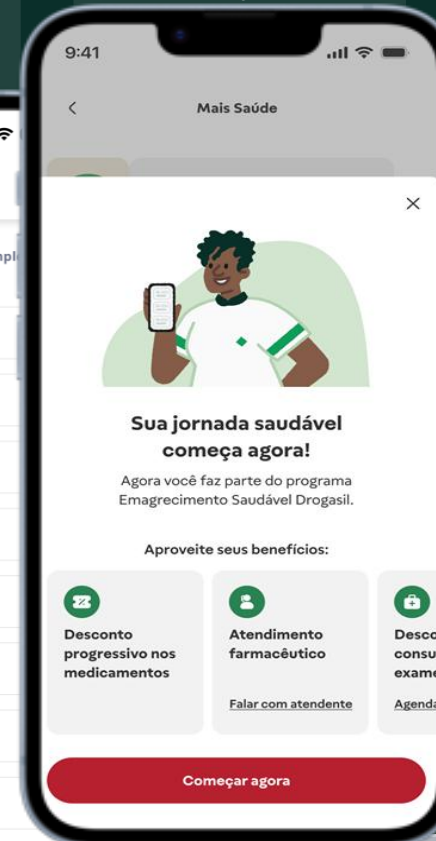 9:41
Mais Saúde
Sua jornada saudável
começa agora!
Agora você faz parte do programa
Emagrecimento Saudável Drogasil.
Aproveite seus benefícios:
Desconto
progressivo nos
medicamentos
Atendimento
farmacêutico
Falar com atendente
Começar agora